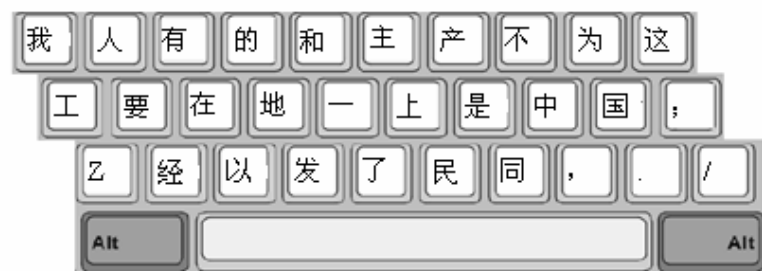 我 人 有 的 和 主 产 不 为 这
工 要 在 地 一 上 是 中 国 ；
Z 经 以 发 了 民 同 ， . /
Alt Alt